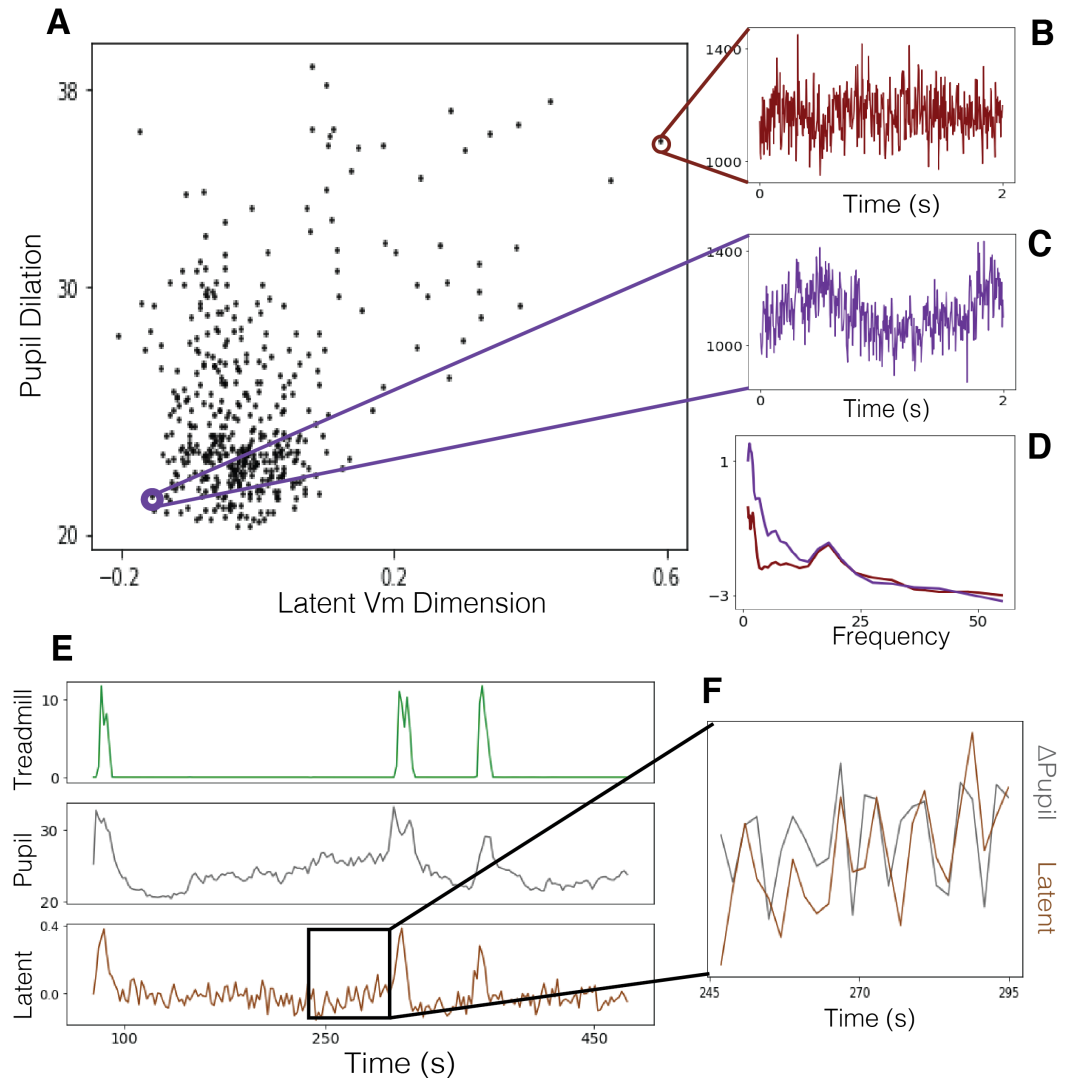 A
B
38
30
20
Pupil Dilation
−0.2
0.2
0.6
Latent Vm Dimension
1400
1000
0
2
Time (s)
C
1400
1000
0
2
Time (s)
D
1
−3
0
25
50
Frequency
E
Treadmill
10
0
Pupil
30
20
Latent
0.4
0.0
100
250
450
Time (s)
F
ΔPupil
Latent
245
270
295
Time (s)